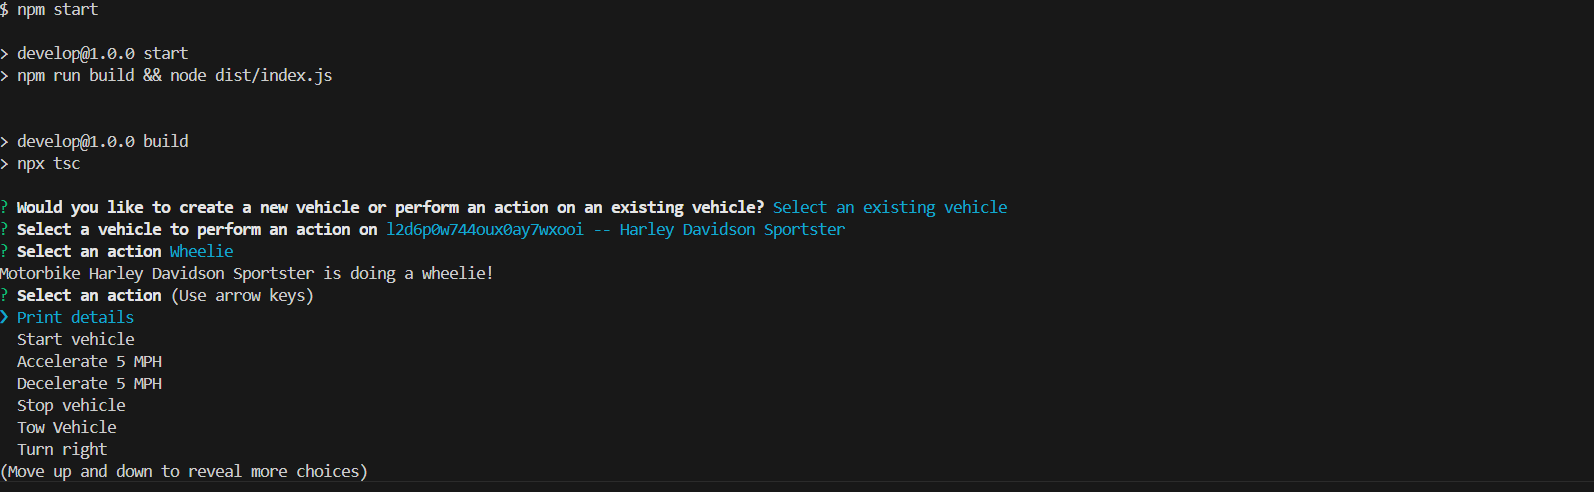 $ npm start
> develop@1.0.0 start
> npm run build && node dist/index.js
> develop@1.0.0 build
> npx tsc
? Would you like to create a new vehicle or perform an action on an existing vehicle? Select an existing vehicle
? Select a vehicle to perform an action on l2d6p0w744oux0ay7wxooi -- Harley Davidson Sportster
? Select an action Wheelie
Motorbike Harley Davidson Sportster is doing a wheelie!
? Select an action (Use arrow keys)
❯ Print details
Start vehicle
Accelerate 5 MPH
Decelerate 5 MPH
Stop vehicle
Tow Vehicle
Turn right
(Move up and down to reveal more choices)